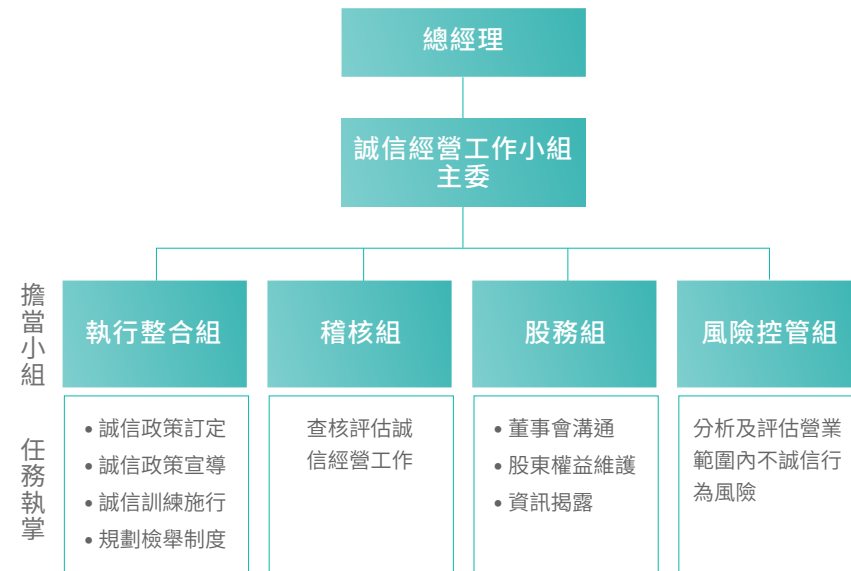 總經理
誠信經營工作小組
主委
擔當小組
執行整合組
稽核組
股務組
風險控管組
任務執掌
• 誠信政策訂定
• 誠信政策宣導
• 誠信訓練施行
• 規劃檢舉制度
查核評估誠
信經營工作
• 董事會溝通
• 股東權益維護
• 資訊揭露
分析及評估營業
範圍內不誠信行
為風險